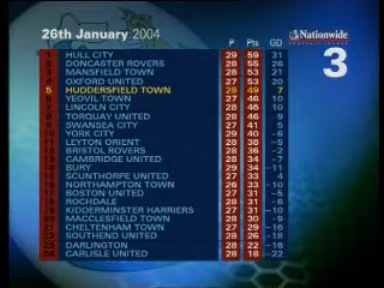 26th January 2004
P Pts GD
Nationwide
3
1 HULL CITY 29 59 31
2 DONCASTER ROVERS 28 55 26
3 MANSFIELD TOWN 28 53 21
4 OXFORD UNITED 27 53 20
5 HUDDERSFIELD TOWN 28 49 7
6 YEOVIL TOWN 27 46 10
7 LINCOLN CITY 28 46 10
8 TORQUAY UNITED 28 46 9
9 SWANSEA CITY 27 41 5
10 YORK CITY 29 40 -6
11 LEYTON ORIENT 28 38 -5
12 BRISTOL ROVERS 28 36 -2
13 CAMBRIDGE UNITED 28 34 -7
14 BURY 29 34 -11
15 SCUNTHORPE UNITED 27 33 4
16 NORTHAMPTON TOWN 26 33 -10
17 BOSTON UNITED 27 31 -5
18 ROCHDALE 28 31 -6
19 KIDDERMINSTER HARRIERS 27 31 -10
20 MACCLESFIELD TOWN 28 30 -9
21 CHELTENHAM TOWN 27 29 -16
22 SOUTHEND UNITED 28 26 -18
23 DARLINGTON 28 22 -16
24 CARLISLE UNITED 28 18 -22